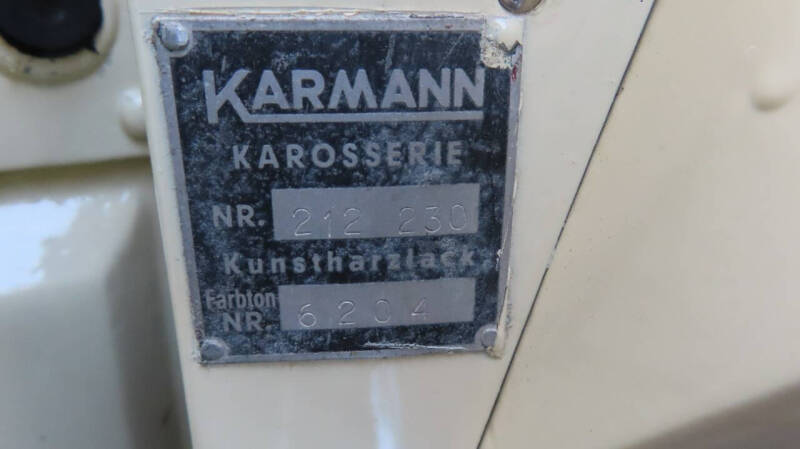 KARMANN
KAROSSERIE
NR. 212 230
Kunstharzlack
Farbton
NR. 6204